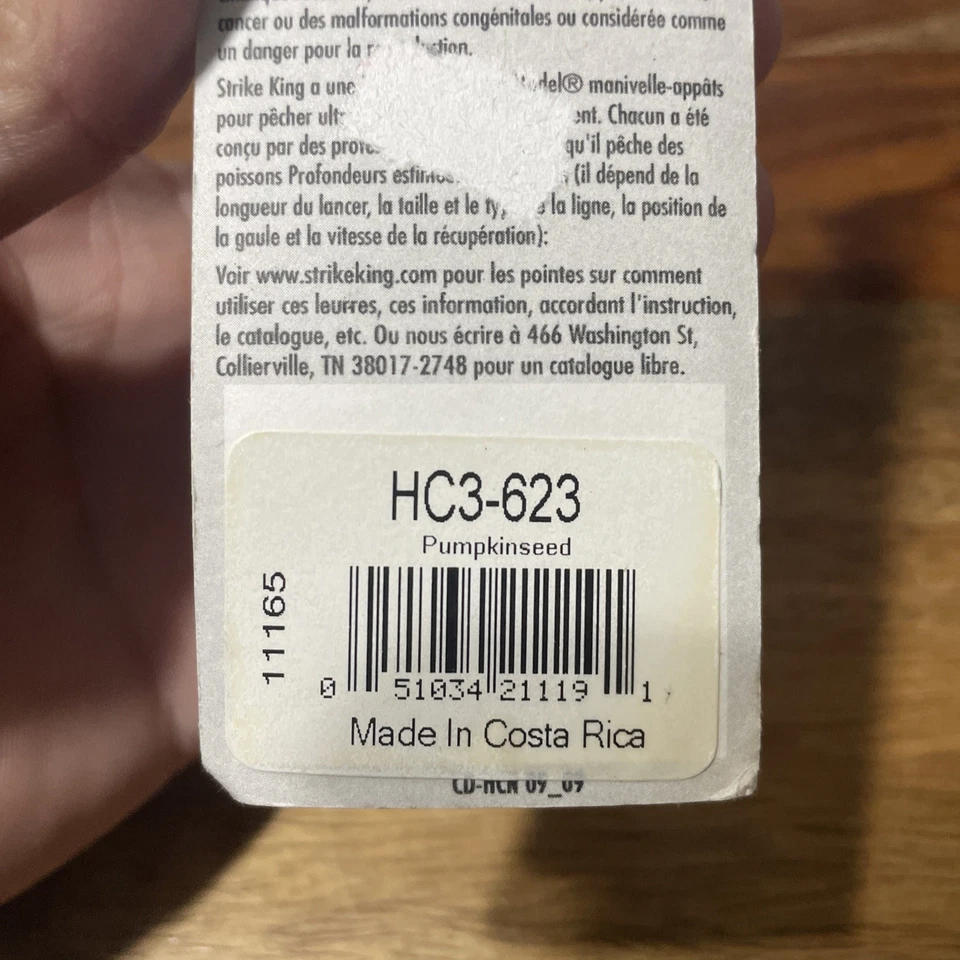 cancer ou des malformations congénitales ou considérée comme
un danger pour la
Strike King a une manivelle-appâts
pour pêcher Chacun a été
conçu par des qu'il pêche des
poissons Profondeurs (il dépend de la
longueur du lancer, la taille et le la ligne, la position de
la gaule et la vitesse de la récupération):
Voir www.strikeking.com pour les pointes sur comment
utiliser ces leurres, ces information, accordant l'instruction,
le catalogue, etc. Ou nous écrire à 466 Washington St,
Collierville, TN 38017-2748 pour un catalogue libre.
HC3-623
Pumpkinseed
11165
0 51034 21119 1
Made In Costa Rica
CD-HCN 09_09